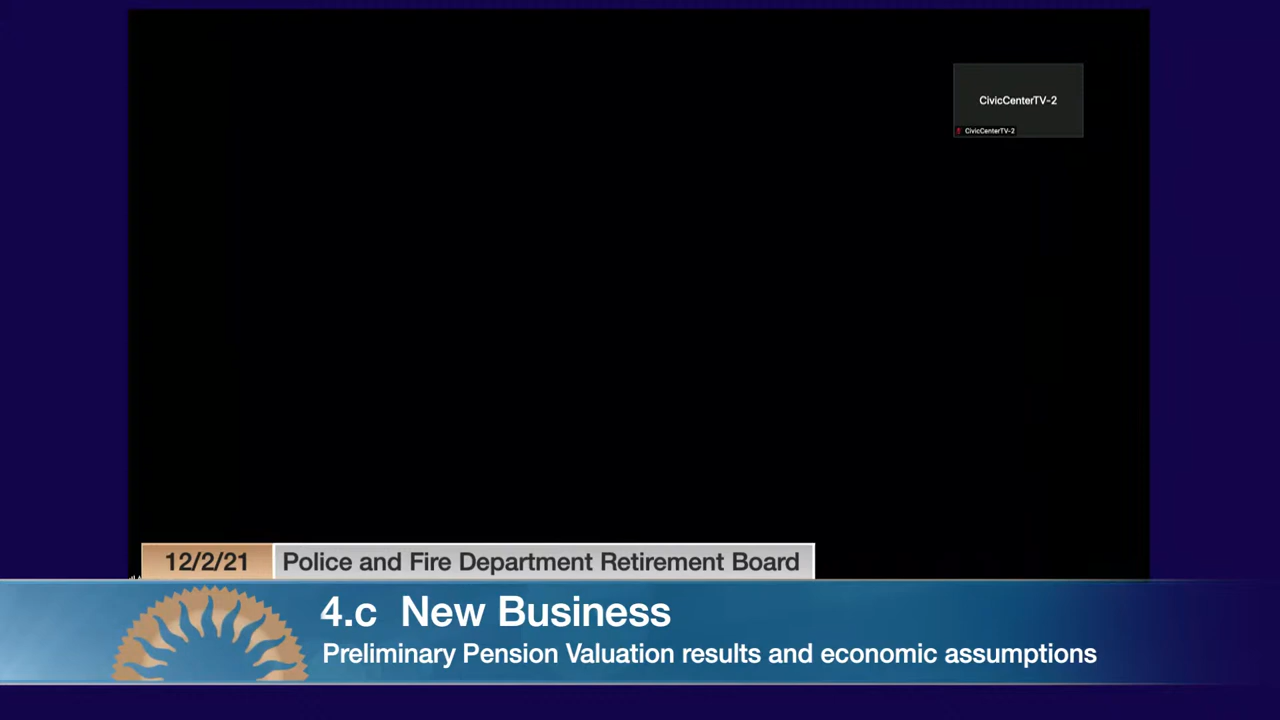 CivicCenterTV-2
CivicCenterTV-2
12/2/21 Police and Fire Department Retirement Board
4.c New Business
Preliminary Pension Valuation results and economic assumptions